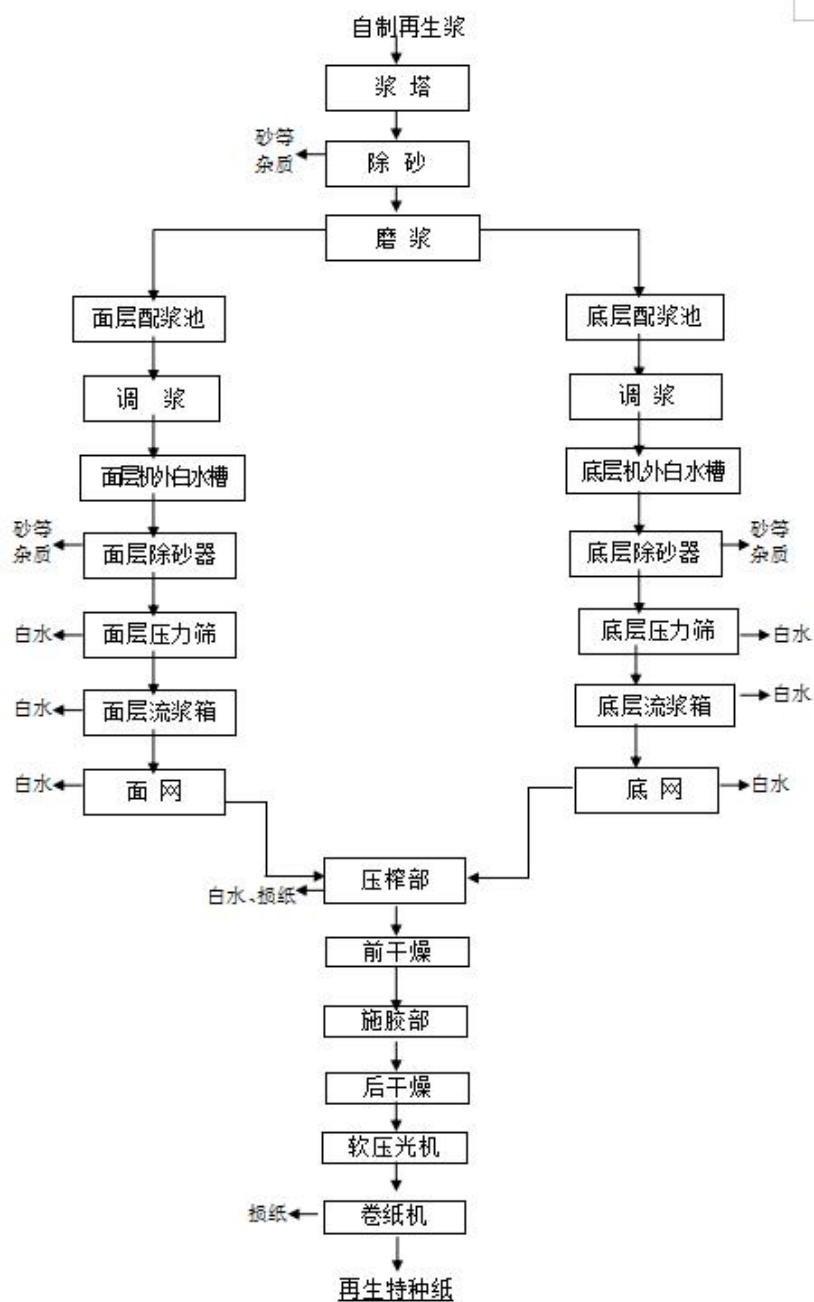 自制再生浆
浆 塔
砂等
杂质
除 砂
磨 浆
面层配浆池
底层配浆池
调 浆
调 浆
面层机外白水槽
底层机外白水槽
砂等
杂质
面层除砂器
底层除砂器
砂等
杂质
白水
面层压力筛
底层压力筛
白水
白水
面层流浆箱
底层流浆箱
白水
白水
面 网
底 网
白水
压榨部
白水、损纸
前干燥
施胶部
后干燥
软压光机
损纸
卷纸机
再生特种纸